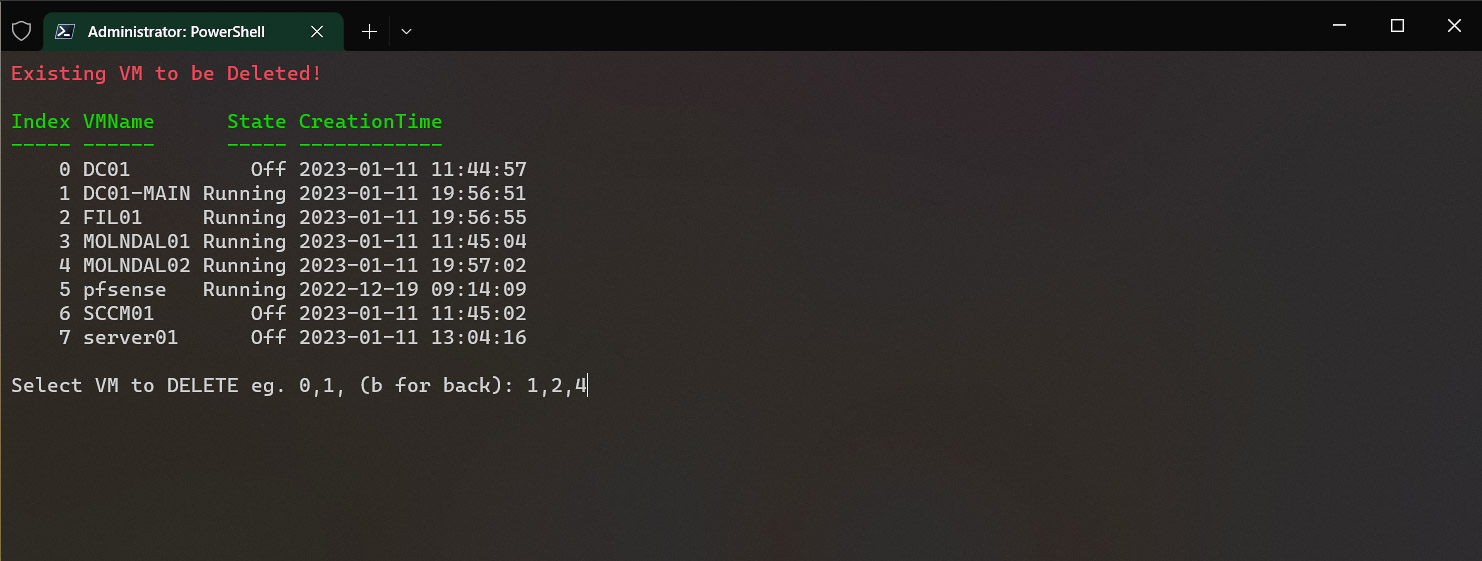 Administrator: PowerShell
Existing VM to be Deleted!
Index VMName      State CreationTime
----- ------      ----- ------------
    0 DC01          Off 2023-01-11 11:44:57
    1 DC01-MAIN Running 2023-01-11 19:56:51
    2 FIL01     Running 2023-01-11 19:56:55
    3 MOLNDAL01 Running 2023-01-11 11:45:04
    4 MOLNDAL02 Running 2023-01-11 19:57:02
    5 pfsense   Running 2022-12-19 09:14:09
    6 SCCM01        Off 2023-01-11 11:45:02
    7 server01      Off 2023-01-11 13:04:16
Select VM to DELETE eg. 0,1, (b for back): 1,2,4